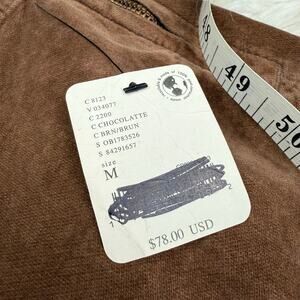 C 8123
V 034077
C 2200
C CHOCOLATTE
C BRN/BRUN
S OB1783526
S 84291657
size
M
$78.00 USD
48
49
50